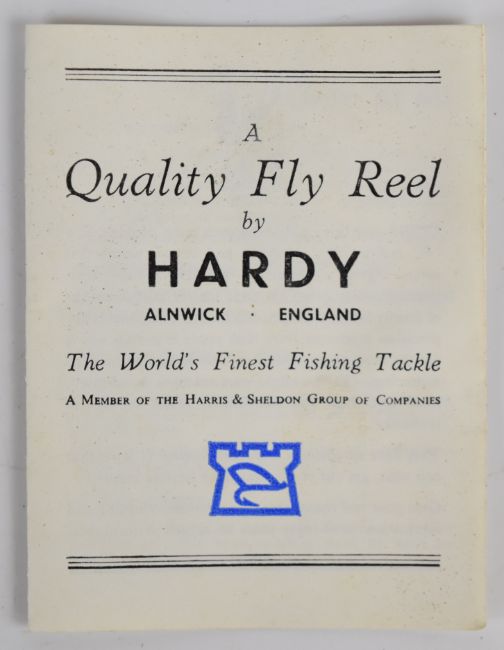 A
Quality Fly Reel
by
HARDY
ALNWICK · ENGLAND
The World's Finest Fishing Tackle
A MEMBER OF THE HARRIS & SHELDON GROUP OF COMPANIES